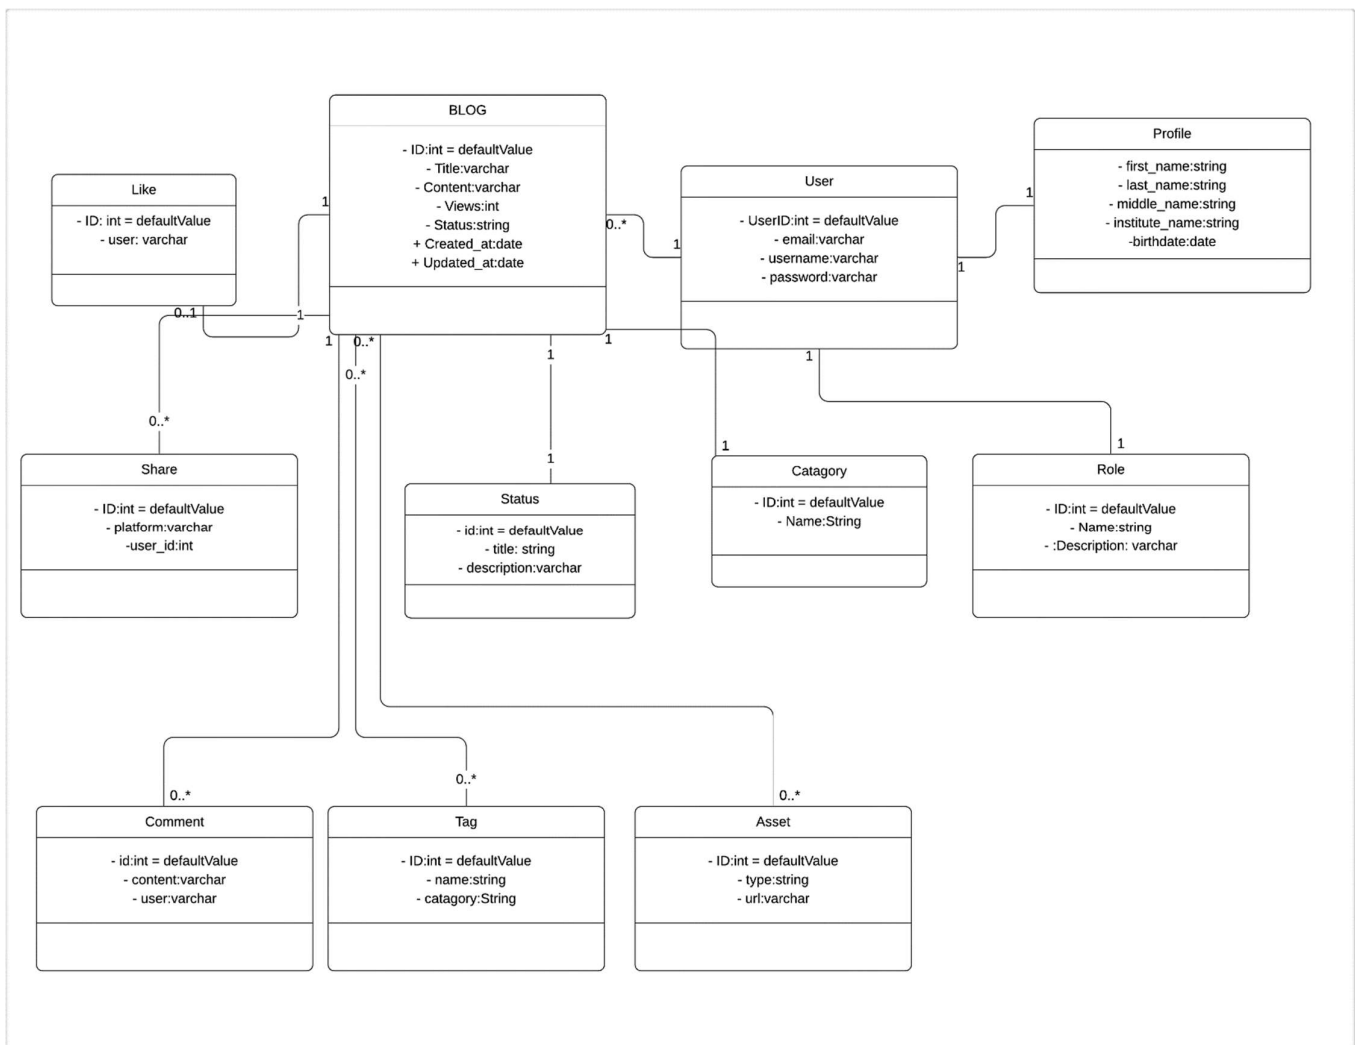 BLOG
- ID:int = defaultValue
- Title:varchar
- Content:varchar
- Views:int
- Status:string
+ Created_at:date
+ Updated_at:date
Profile
- first_name:string
- last_name:string
- middle_name:string
- institute_name:string
-birthdate:date
User
- UserID:int = defaultValue
- email:varchar
- username:varchar
- password:varchar
Like
- ID: int = defaultValue
- user: varchar
1
0..*
1
1
1
0..1
1
1
0..*
1
1
1
0..*
0..*
1
1
1
Share
- ID:int = defaultValue
- platform:varchar
-user_id:int
Status
- id:int = defaultValue
- title: string
- description:varchar
Catagory
- ID:int = defaultValue
- Name:String
Role
- ID:int = defaultValue
- Name:string
- :Description: varchar
0..*
0..*
0..*
Comment
- id:int = defaultValue
- content:varchar
- user:varchar
Tag
- ID:int = defaultValue
- name:string
- catagory:String
Asset
- ID:int = defaultValue
- type:string
- url:varchar